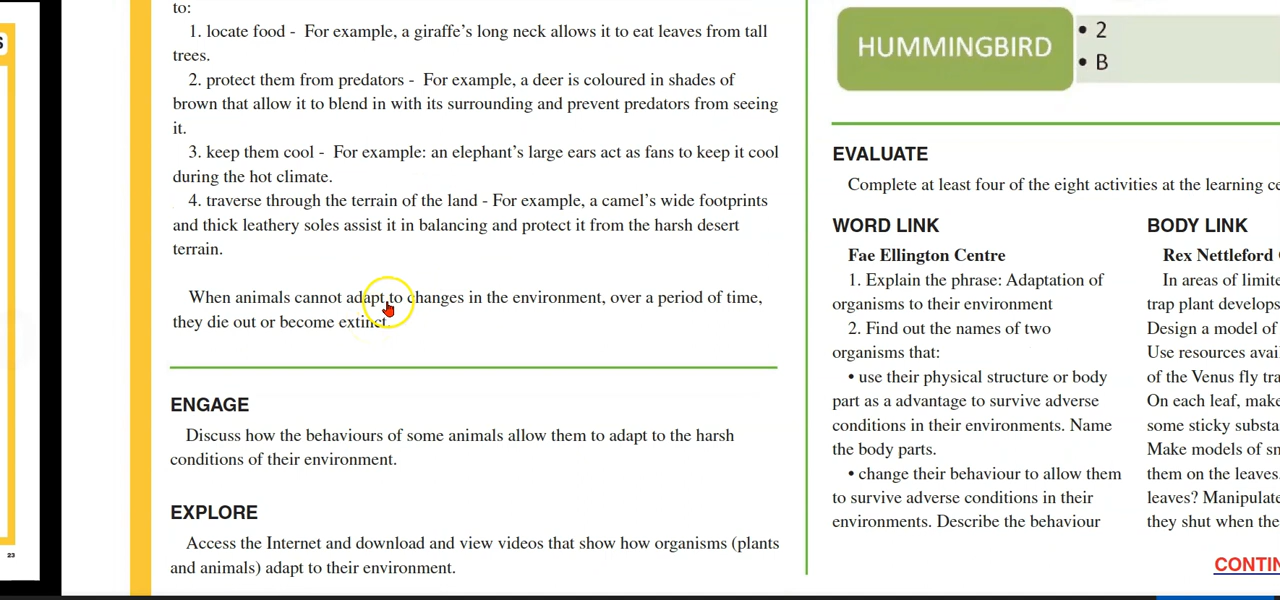 to:
1. locate food - For example, a giraffe's long neck allows it to eat leaves from tall
trees.
2. protect them from predators - For example, a deer is coloured in shades of
brown that allow it to blend in with its surrounding and prevent predators from seeing
it.
3. keep them cool - For example: an elephant's large ears act as fans to keep it cool
during the hot climate.
4. traverse through the terrain of the land - For example, a camel's wide footprints
and thick leathery soles assist it in balancing and protect it from the harsh desert
terrain.
When animals cannot adapt to changes in the environment, over a period of time,
they die out or become extinct
ENGAGE
Discuss how the behaviours of some animals allow them to adapt to the harsh
conditions of their environment.
EXPLORE
Access the Internet and download and view videos that show how organisms (plants
and animals) adapt to their environment.
HUMMINGBIRD
• 2
• B
EVALUATE
Complete at least four of the eight activities at the learning ce
WORD LINK
Fae Ellington Centre
1. Explain the phrase: Adaptation of
organisms to their environment
2. Find out the names of two
organisms that:
• use their physical structure or body
part as a advantage to survive adverse
conditions in their environments. Name
the body parts.
• change their behaviour to allow them
to survive adverse conditions in their
environments. Describe the behaviour
BODY LINK
Rex Nettleford
In areas of limite
trap plant develops
Design a model of
Use resources avai
of the Venus fly tra
On each leaf, make
some sticky substa
Make models of sm
them on the leaves.
leaves? Manipulate
they shut when the
CONTIN
23